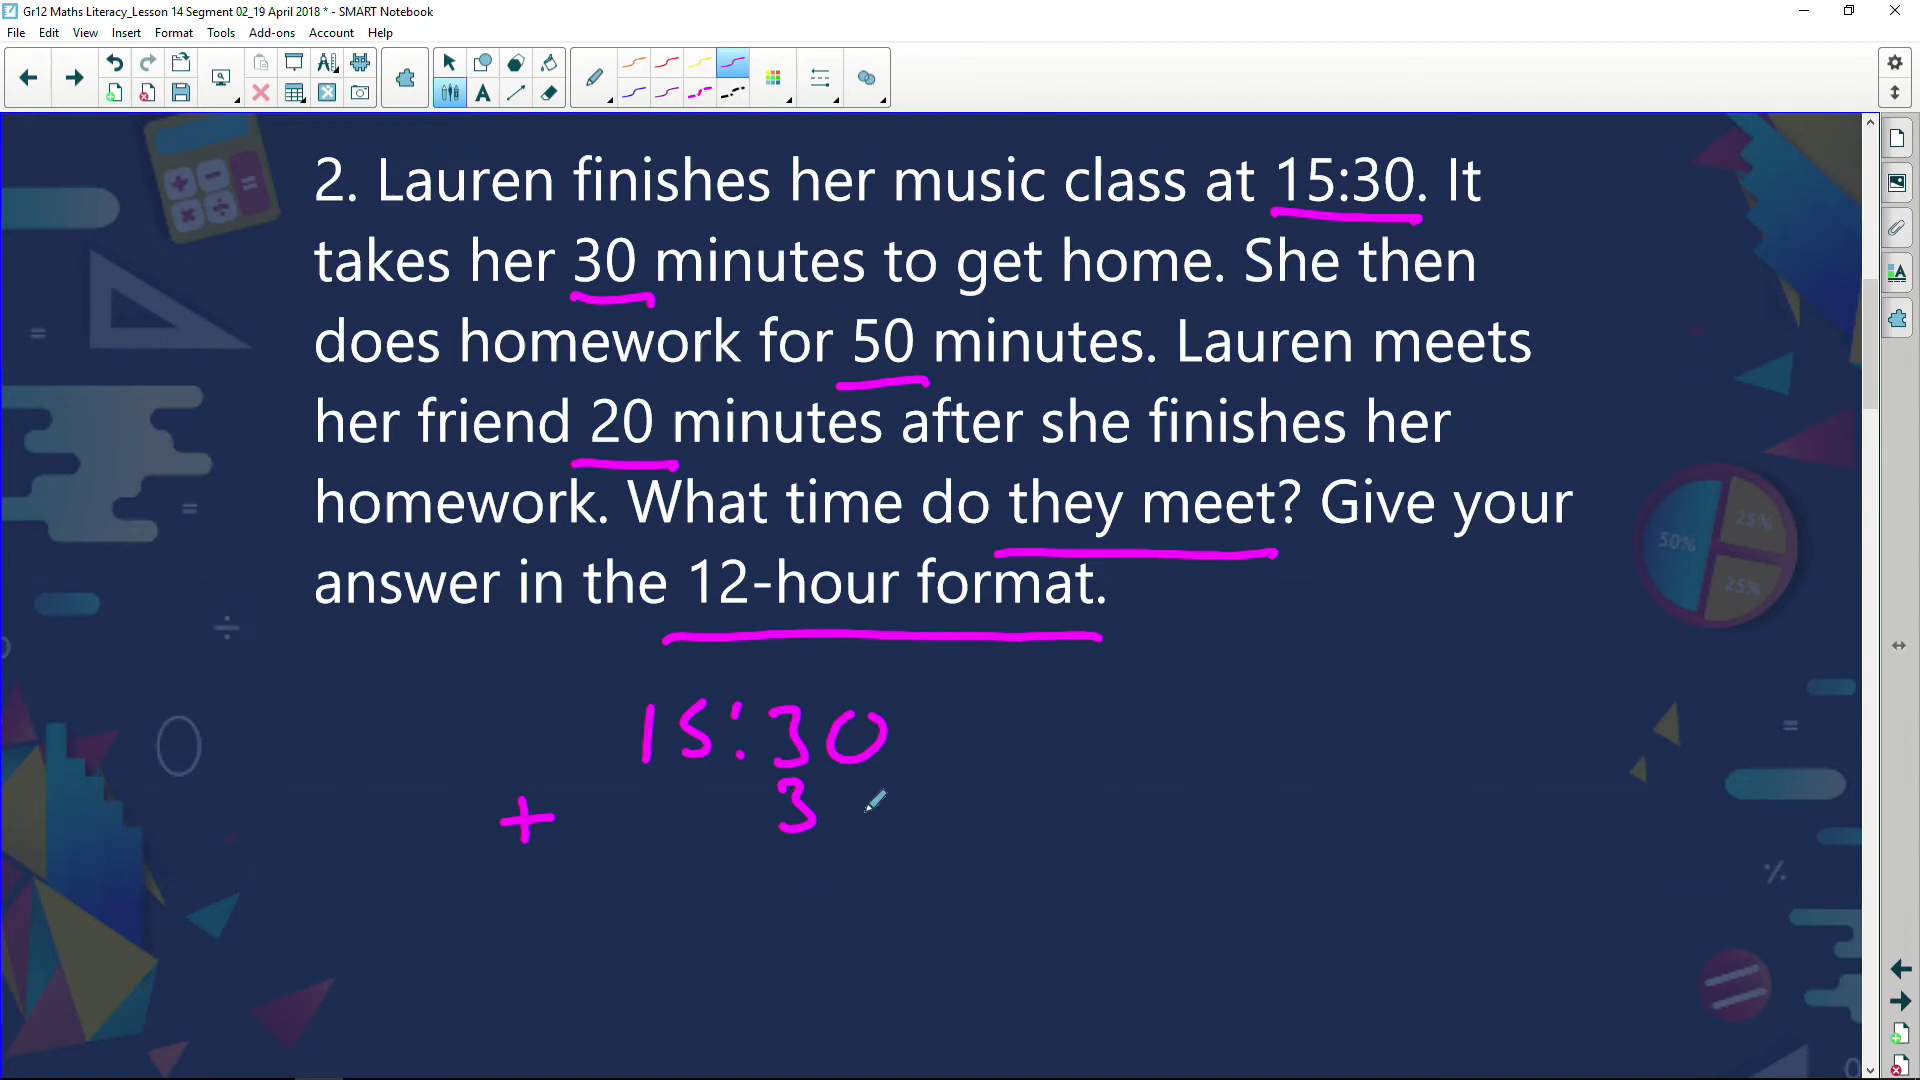 Gr12 Maths Literacy_Lesson 14 Segment 02_19 April 2018 * - SMART Notebook
File Edit View Insert Format Tools Add-ons Account Help
2. Lauren finishes her music class at 15:30. It
takes her 30 minutes to get home. She then
does homework for 50 minutes. Lauren meets
her friend 20 minutes after she finishes her
homework. What time do they meet? Give your
answer in the 12-hour format.
15:30
+ 3
50%
25%
25%